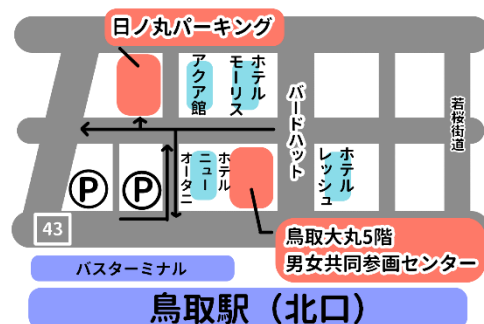 日ノ丸パーキング
アクア館
ホテル
モーリス
バードハット
若桜街道
ホテル
ニュー
オータニ
ホテル
レッシュ
P
P
43
鳥取大丸5階
男女共同参画センター
バスターミナル
鳥取駅（北口）